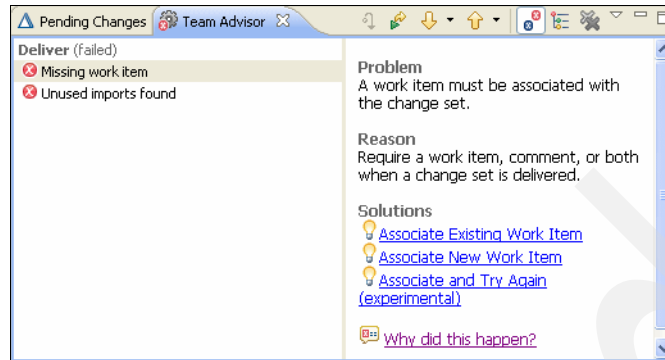 Pending Changes Team Advisor
Deliver (failed)
Missing work item
Unused imports found
Problem
A work item must be associated with
the change set.
Reason
Require a work item, comment, or both
when a change set is delivered.
Solutions
Associate Existing Work Item
Associate New Work Item
Associate and Try Again
(experimental)
Why did this happen?